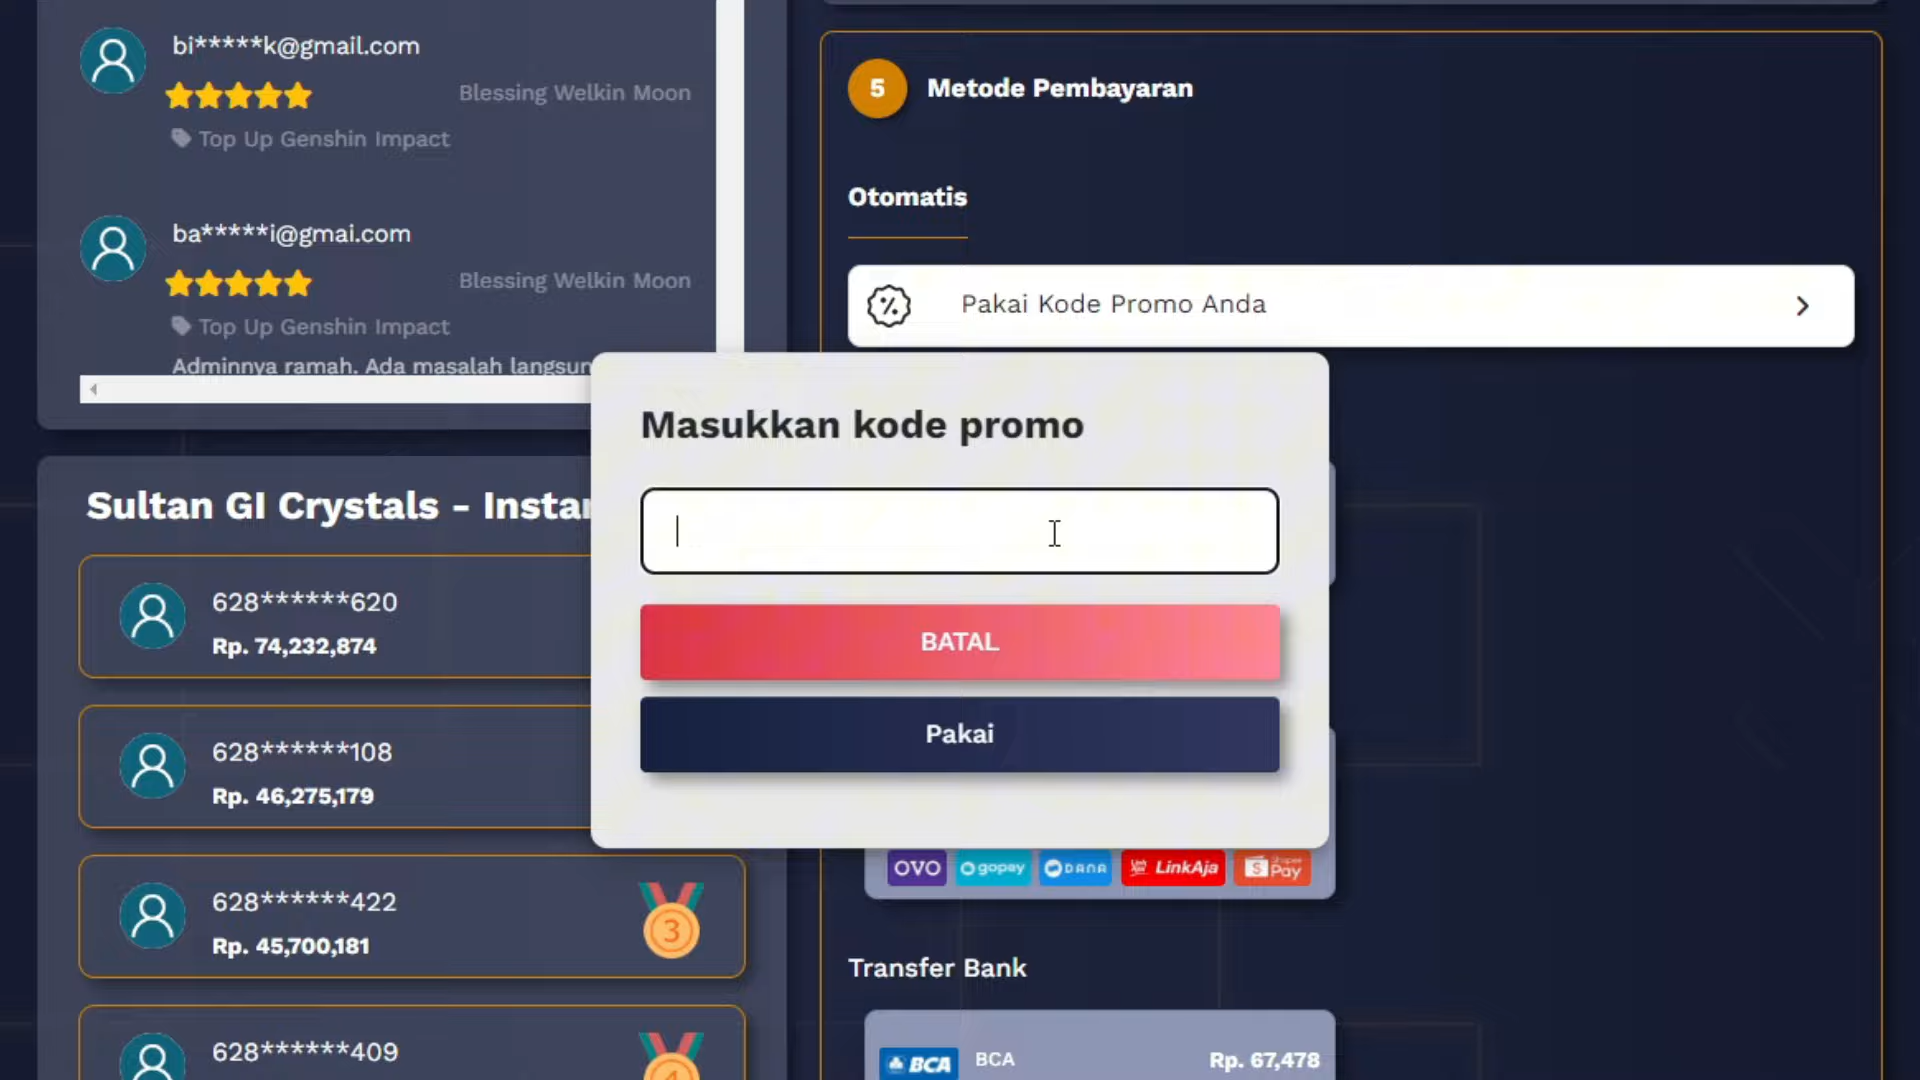 bi*****k@gmail.com
Blessing Welkin Moon
Top Up Genshin Impact
ba*****i@gmai.com
Blessing Welkin Moon
Top Up Genshin Impact
Adminnya ramah. Ada masalah
Sultan GI Crystals -
628******620
Rp. 74,232,874
628******108
Rp. 46,275,179
628******422
Rp. 45,700,181
3
628******409
5
Metode Pembayaran
Otomatis
Pakai Kode Promo Anda
Masukkan kode promo
BATAL
Pakai
OVO
gopay
DANA
LinkAja
Shopee Pay
Transfer Bank
BCA
BCA
Rp. 67,478